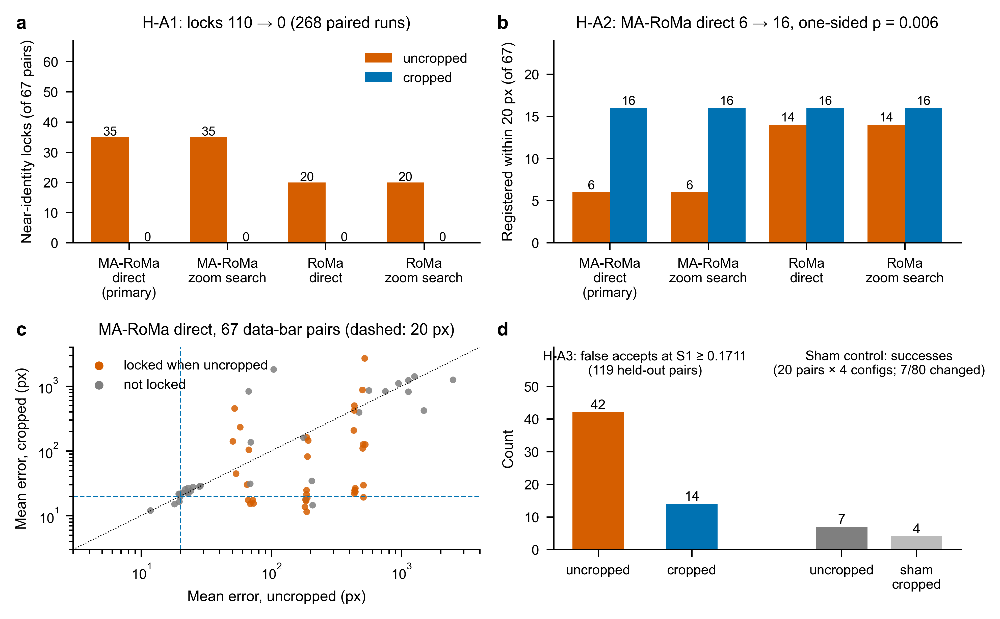 a
H-A1: locks 110 → 0 (268 paired runs)
Near-identity locks (of 67 pairs)
60
50
40
30
20
10
0
uncropped
cropped
35
0
35
0
20
0
20
0
MA-RoMa
direct
(primary)
MA-RoMa
zoom search
RoMa
direct
RoMa
zoom search
b
H-A2: MA-RoMa direct 6 → 16, one-sided p = 0.006
Registered within 20 px (of 67)
20
15
10
5
0
6
16
6
16
14
16
14
16
MA-RoMa
direct
(primary)
MA-RoMa
zoom search
RoMa
direct
RoMa
zoom search
c
MA-RoMa direct, 67 data-bar pairs (dashed: 20 px)
Mean error, cropped (px)
10³
10²
10¹
locked when uncropped
not locked
10¹
10²
10³
Mean error, uncropped (px)
d
H-A3: false accepts at S1 ≥ 0.1711
(119 held-out pairs)
Sham control: successes
(20 pairs × 4 configs; 7/80 changed)
Count
50
40
30
20
10
0
42
14
7
4
uncropped
cropped
uncropped
sham
cropped